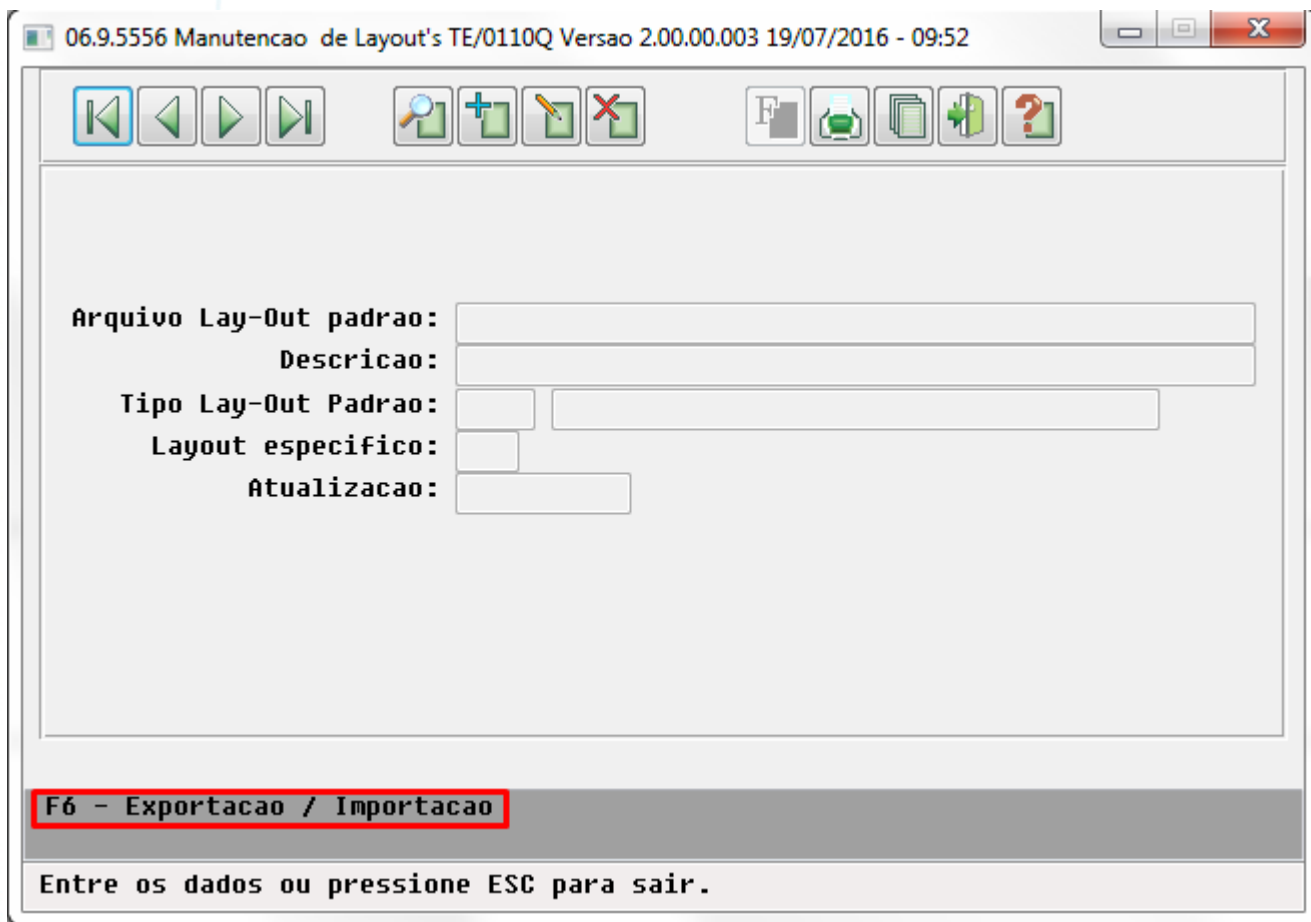 06.9.5556 Manutencao  de Layout's TE/0110Q Versao 2.00.00.003 19/07/2016 - 09:52
F
Arquivo Lay-Out padrao:
Descricao:
Tipo Lay-Out Padrao:
Layout especifico:
Atualizacao:
F6 - Exportacao / Importacao
Entre os dados ou pressione ESC para sair.